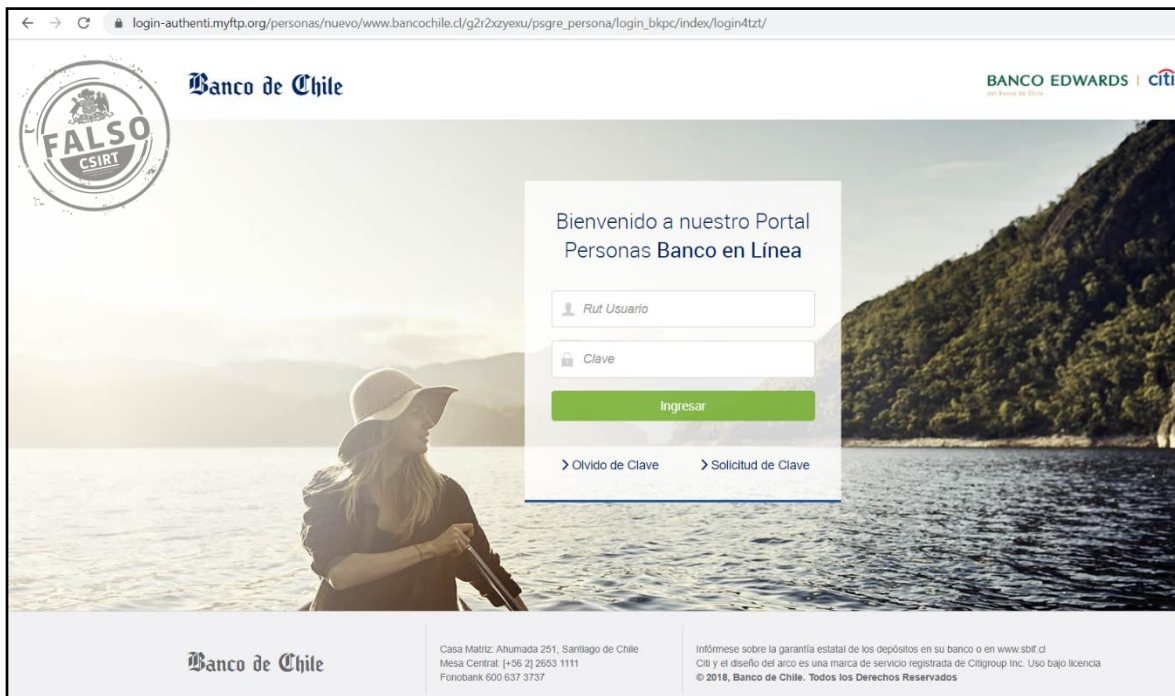 login-authenti.myftp.org/personas/nuevo/www.bancochile.cl/g2r2xzyexu/psgre_persona/login_bkpc/index/login4tzt/
FALSO
CSIRT
Banco de Chile
BANCO EDWARDS | citi
del Banco de Chile
Bienvenido a nuestro Portal
Personas Banco en Línea
Rut Usuario
Clave
Ingresar
Olvido de Clave
Solicitud de Clave
Banco de Chile
Casa Matriz: Ahumada 251, Santiago de Chile
Mesa Central: [+56 2] 2653 1111
Fonobank 600 637 3737
Infórmese sobre la garantía estatal de los depósitos en su banco o en www.sbif.cl
Citi y el diseño del arco es una marca de servicio registrada de Citigroup Inc. Uso bajo licencia
© 2018, Banco de Chile. Todos los Derechos Reservados